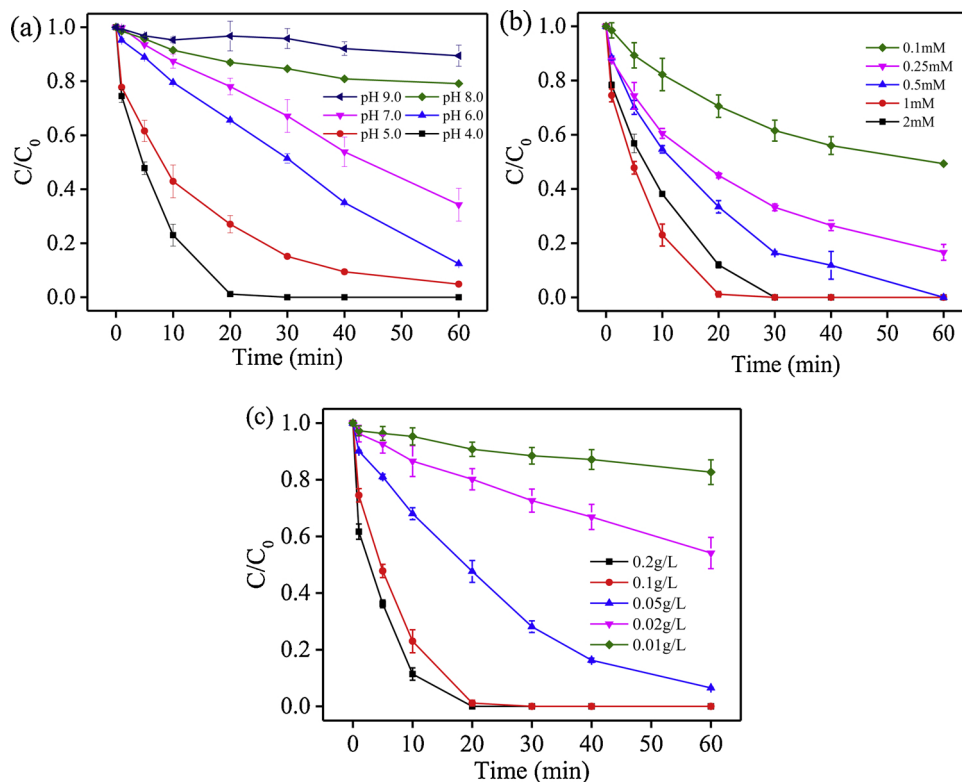 (a)
C/C0
1.0
0.8
0.6
0.4
0.2
0.0
pH 9.0 pH 8.0
pH 7.0 pH 6.0
pH 5.0 pH 4.0
0 10 20 30 40 50 60
Time (min)
(b)
C/C0
1.0
0.8
0.6
0.4
0.2
0.0
0.1mM
0.25mM
0.5mM
1mM
2mM
0 10 20 30 40 50 60
Time (min)
(c)
C/C0
1.0
0.8
0.6
0.4
0.2
0.0
0.2g/L
0.1g/L
0.05g/L
0.02g/L
0.01g/L
0 10 20 30 40 50 60
Time (min)